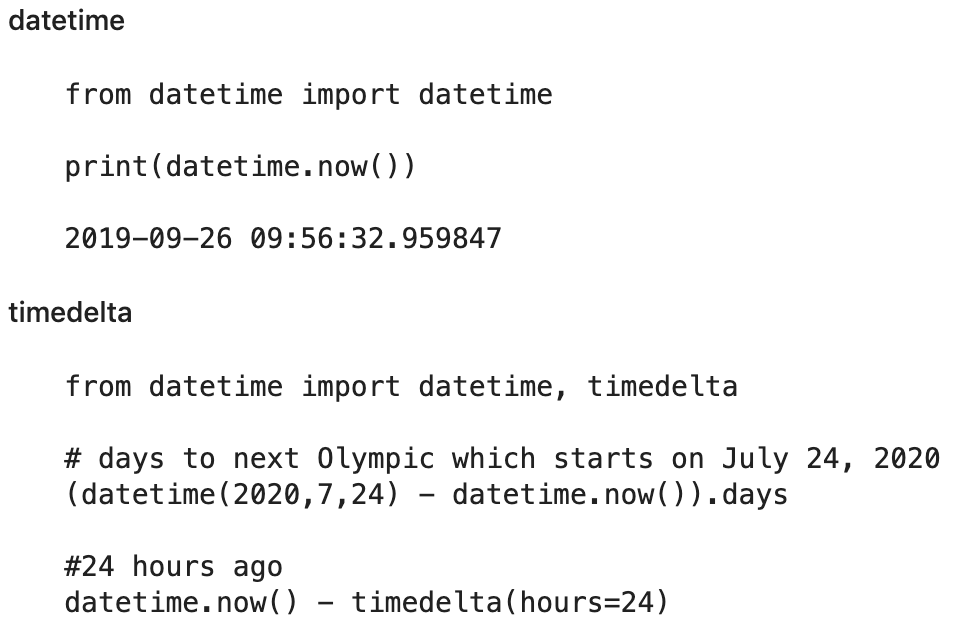 datetime
from datetime import datetime
print(datetime.now())
2019-09-26 09:56:32.959847
timedelta
from datetime import datetime, timedelta
# days to next Olympic which starts on July 24, 2020
(datetime(2020,7,24) - datetime.now()).days
#24 hours ago
datetime.now() - timedelta(hours=24)